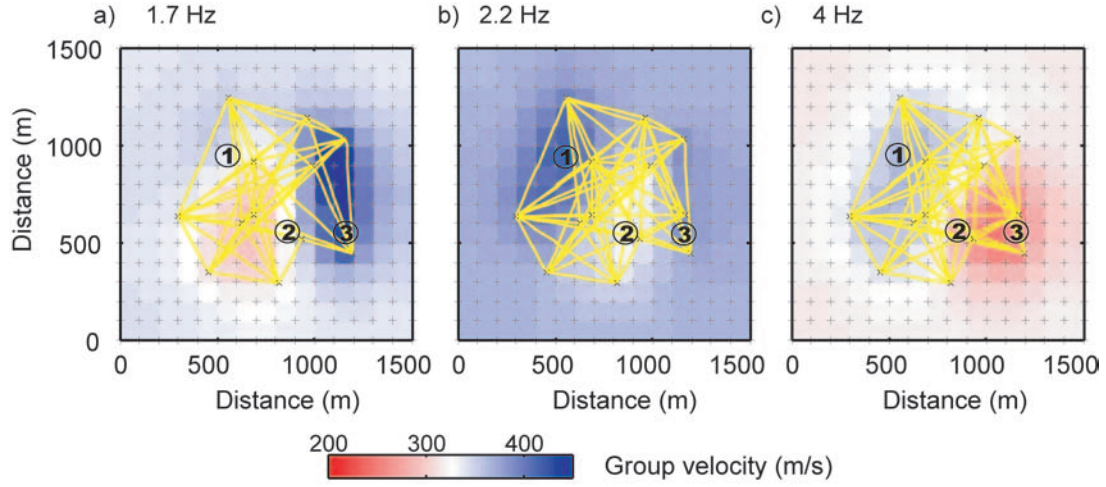 a) 1.7 Hz b) 2.2 Hz c) 4 Hz
1500
1000
500
0
Distance (m)
1 2 3
1 2 3
1 2 3
0 500 1000 1500 0 500 1000 1500 0 500 1000 1500
Distance (m) Distance (m) Distance (m)
200 300 400
Group velocity (m/s)